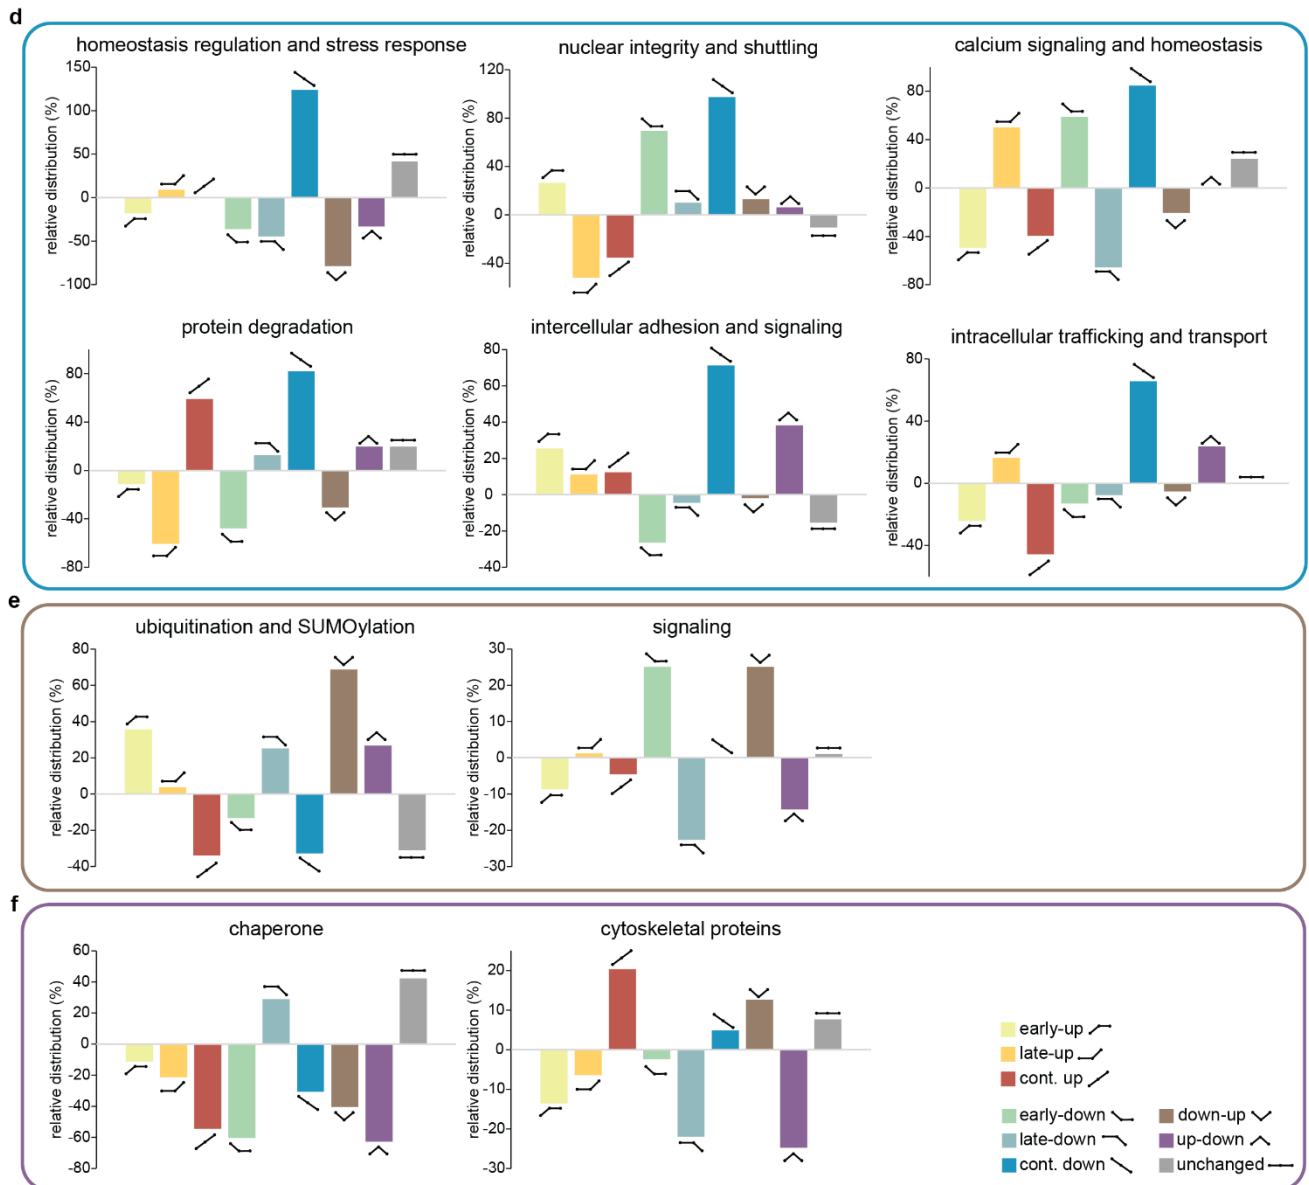 d
homeostasis regulation and stress response
relative distribution (%)
150
100
50
0
-50
-100
nuclear integrity and shuttling
relative distribution (%)
120
80
40
0
-40
calcium signaling and homeostasis
relative distribution (%)
80
40
0
-40
-80
protein degradation
relative distribution (%)
80
40
0
-40
-80
intercellular adhesion and signaling
relative distribution (%)
80
60
40
20
0
-20
-40
intracellular trafficking and transport
relative distribution (%)
80
40
0
-40
e
ubiquitination and SUMOylation
relative distribution (%)
80
60
40
20
0
-20
-40
signaling
relative distribution (%)
30
20
10
0
-10
-20
-30
f
chaperone
relative distribution (%)
60
40
20
0
-20
-40
-60
-80
cytoskeletal proteins
relative distribution (%)
20
10
0
-10
20
-30
early-up
late-up
cont. up
early-down
late-down
cont. down
down-up
up-down
unchanged